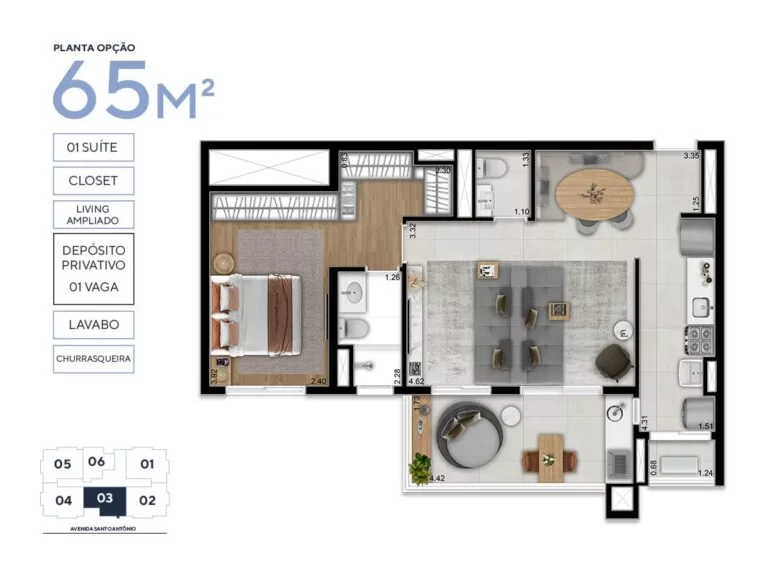 PLANTA OPÇÃO
65M²
01 SUÍTE
CLOSET
LIVING
AMPLIADO
DEPÓSITO
PRIVATIVO
01 VAGA
LAVABO
CHURRASQUEIRA
0.83
2.30
1.33
3.35
1.10
1.25
3.32
1.26
3.92
2.40
2.28
4.62
1.73
4.31
1.51
4.42
0.68
1.24
05
06
01
04
03
02
AVENIDA SANTO ANTÔNIO